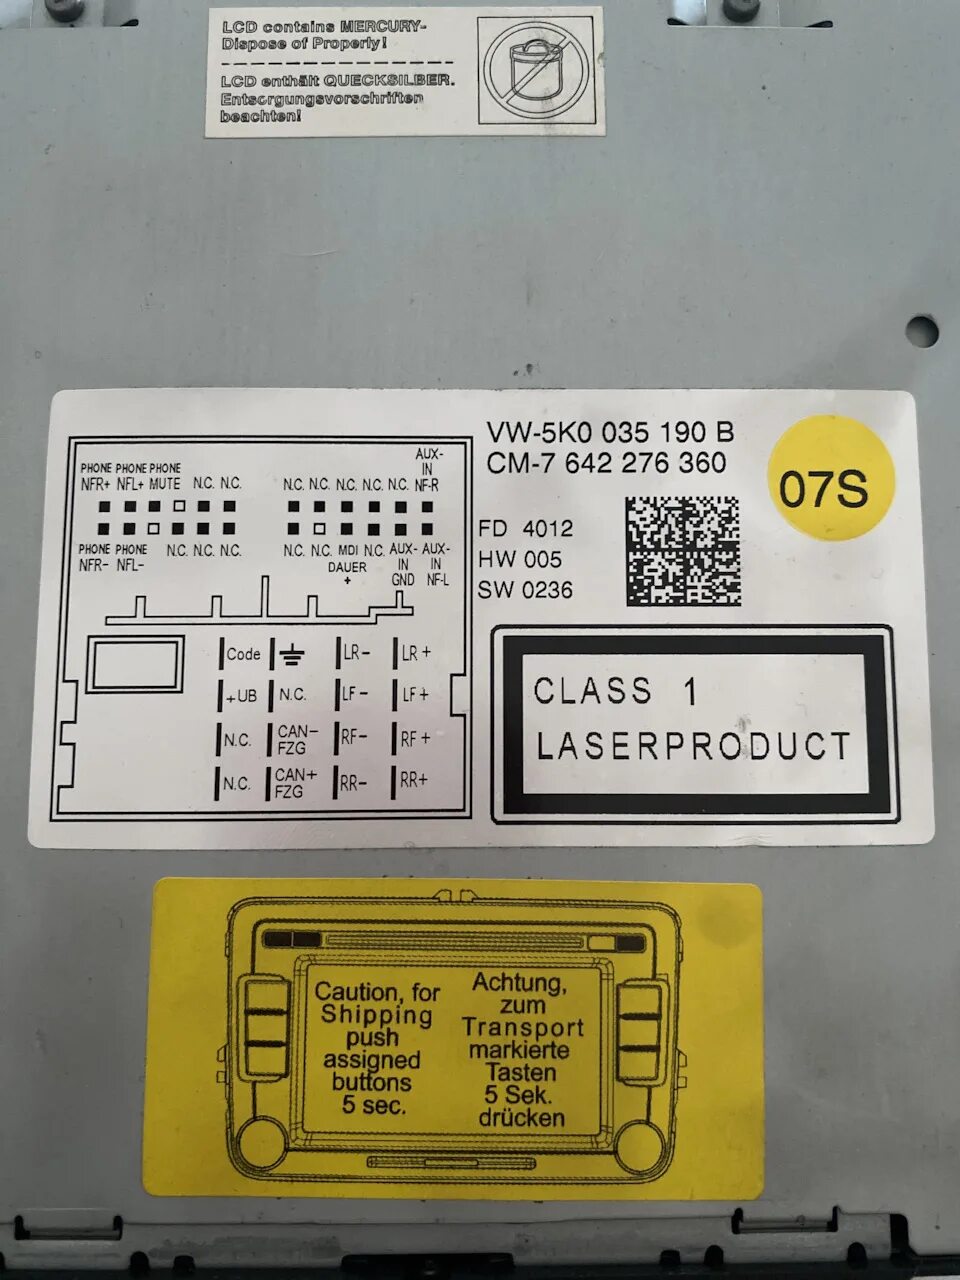 LCD contains MERCURY-
Dispose of Properly!
LCD enthält QUECKSILBER.
Entsorgungsvorschriften
beachten!
VW-5K0 035 190 B
CM-7 642 276 360
07S
FD 4012
HW 005
SW 0236
AUX-
PHONE PHONE PHONE IN
NFR+ NFL+ MUTE N.C. N.C. N.C. N.C. N.C. N.C. N.C. NF-R
PHONE PHONE N.C. N.C. N.C. N.C. N.C. MDI N.C. AUX- AUX-
NFR- NFL- DAUER IN IN
+ GND NF-L
Code LR- LR+
+UB N.C. LF- LF+
N.C. CAN- FZG RF- RF+
N.C. CAN+ FZG RR- RR+
CLASS 1
LASERPRODUCT
Caution, for
Shipping
push
assigned
buttons
5 sec.
Achtung,
zum
Transport
markierte
Tasten
5 Sek.
drücken